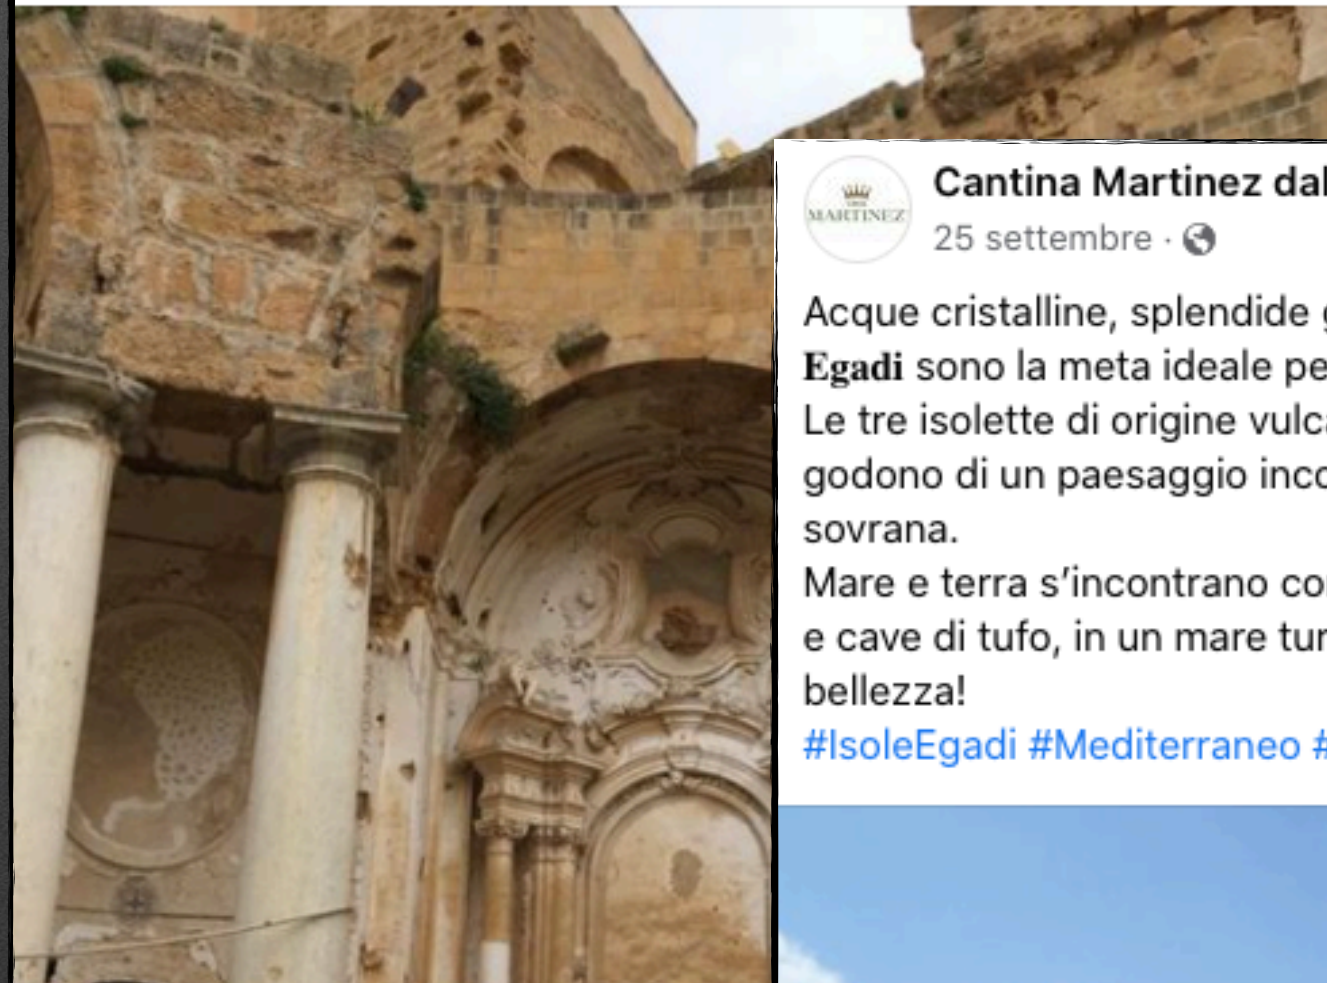 MARTINEZ
Cantina Martinez dal
25 settembre ·
Acque cristalline, splendide
Egadi sono la meta ideale pe
Le tre isolette di origine vulca
godono di un paesaggio inco
sovrana.
Mare e terra s'incontrano co
e cave di tufo, in un mare tur
bellezza!
#IsoleEgadi #Mediterraneo #